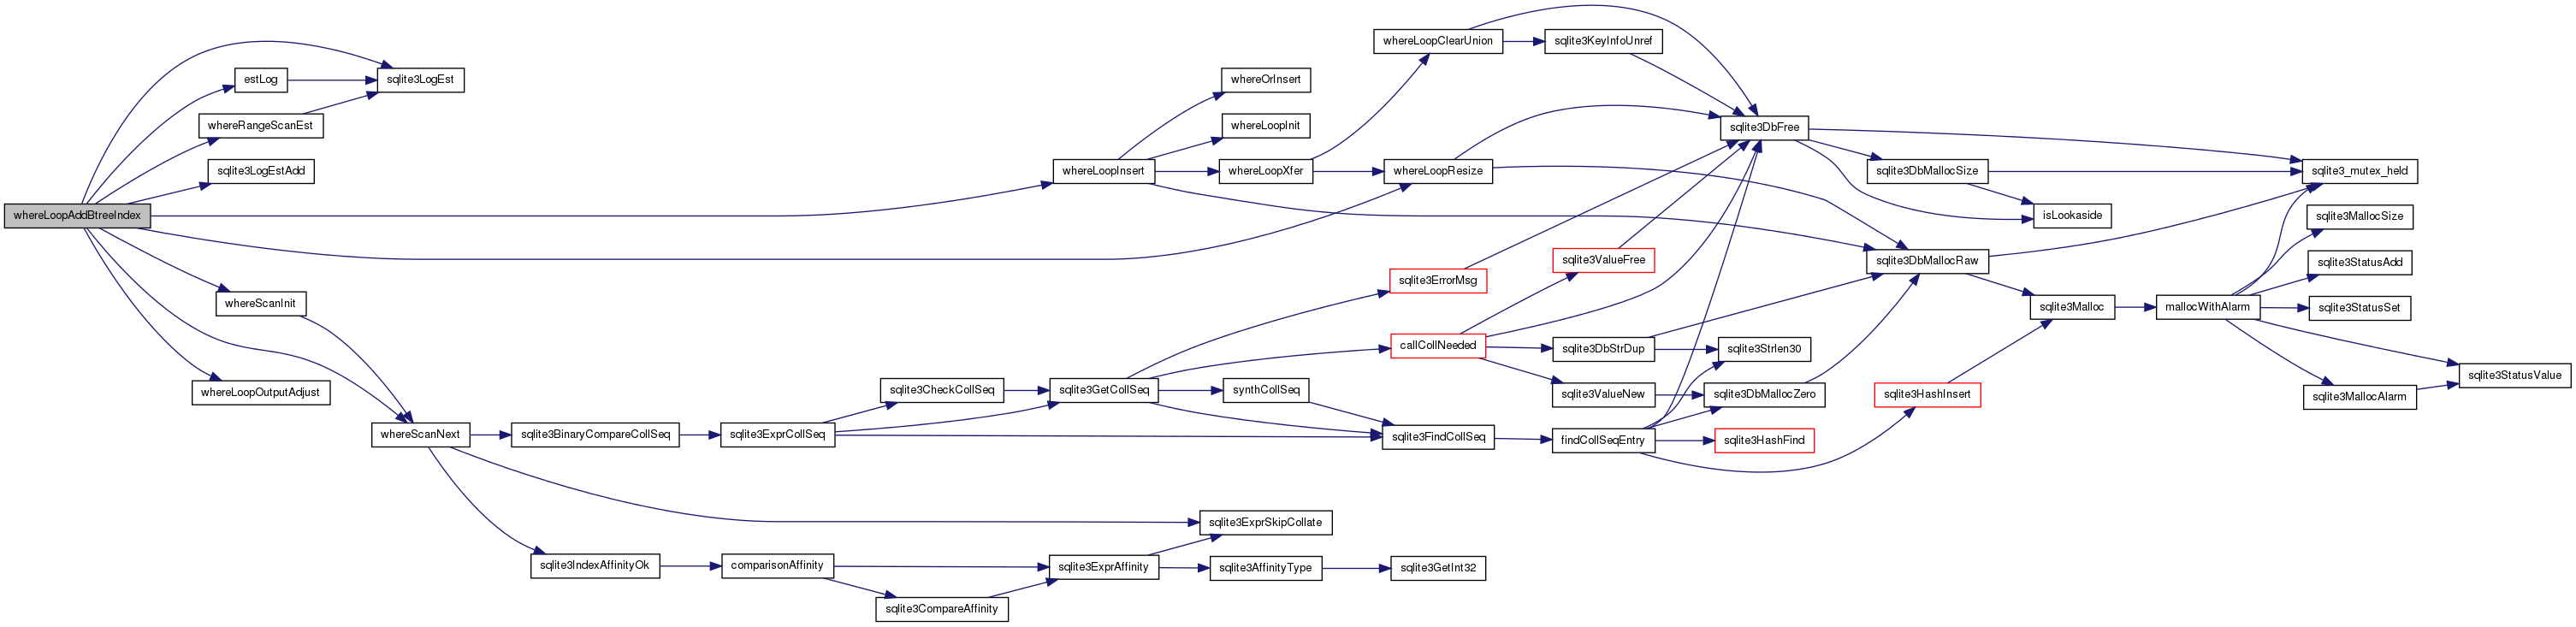 whereLoopAddBtreeIndex
estLog
sqlite3LogEst
whereRangeScanEst
sqlite3LogEstAdd
whereScanInit
whereLoopOutputAdjust
whereScanNext
sqlite3BinaryCompareCollSeq
sqlite3IndexAffinityOk
sqlite3ExprCollSeq
comparisonAffinity
sqlite3CheckCollSeq
sqlite3CompareAffinity
whereLoopInsert
sqlite3GetCollSeq
sqlite3ExprAffinity
whereOrInsert
whereLoopInit
whereLoopXfer
synthCollSeq
sqlite3ExprSkipCollate
sqlite3AffinityType
whereLoopClearUnion
whereLoopResize
sqlite3ErrorMsg
callCollNeeded
sqlite3FindCollSeq
sqlite3GetInt32
sqlite3KeyInfoUnref
sqlite3ValueFree
sqlite3DbStrDup
sqlite3ValueNew
findCollSeqEntry
sqlite3DbFree
sqlite3Strlen30
sqlite3DbMallocZero
sqlite3HashFind
sqlite3DbMallocSize
sqlite3DbMallocRaw
sqlite3HashInsert
isLookaside
sqlite3Malloc
mallocWithAlarm
sqlite3_mutex_held
sqlite3MallocSize
sqlite3StatusAdd
sqlite3StatusSet
sqlite3MallocAlarm
sqlite3StatusValue